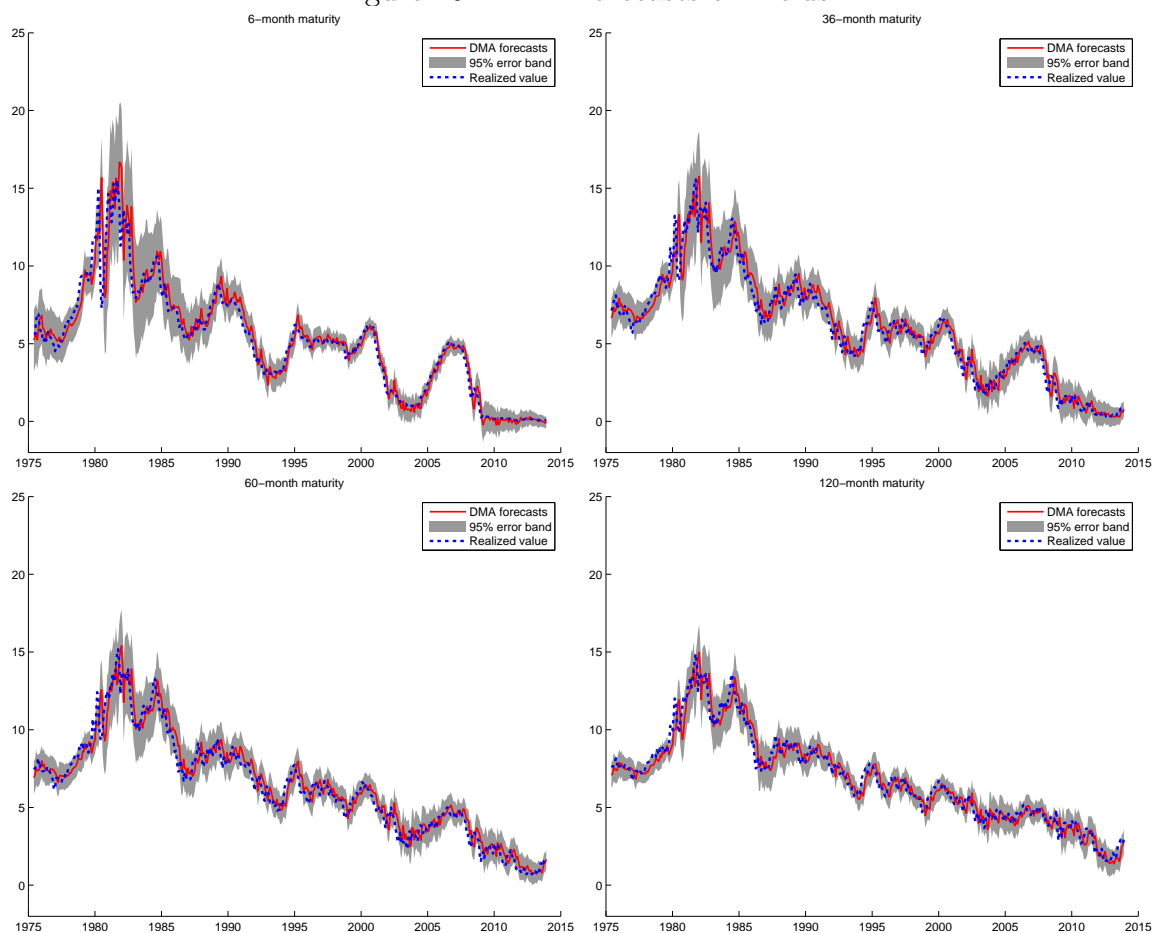 6−month maturity
25
20
15
10
5
0
1975 1980 1985 1990 1995 2000 2005 2010 2015
DMA forecasts
95% error band
Realized value
36−month maturity
25
20
15
10
5
0
1975 1980 1985 1990 1995 2000 2005 2010 2015
DMA forecasts
95% error band
Realized value
60−month maturity
25
20
15
10
5
0
1975 1980 1985 1990 1995 2000 2005 2010 2015
DMA forecasts
95% error band
Realized value
120−month maturity
25
20
15
10
5
0
1975 1980 1985 1990 1995 2000 2005 2010 2015
DMA forecasts
95% error band
Realized value